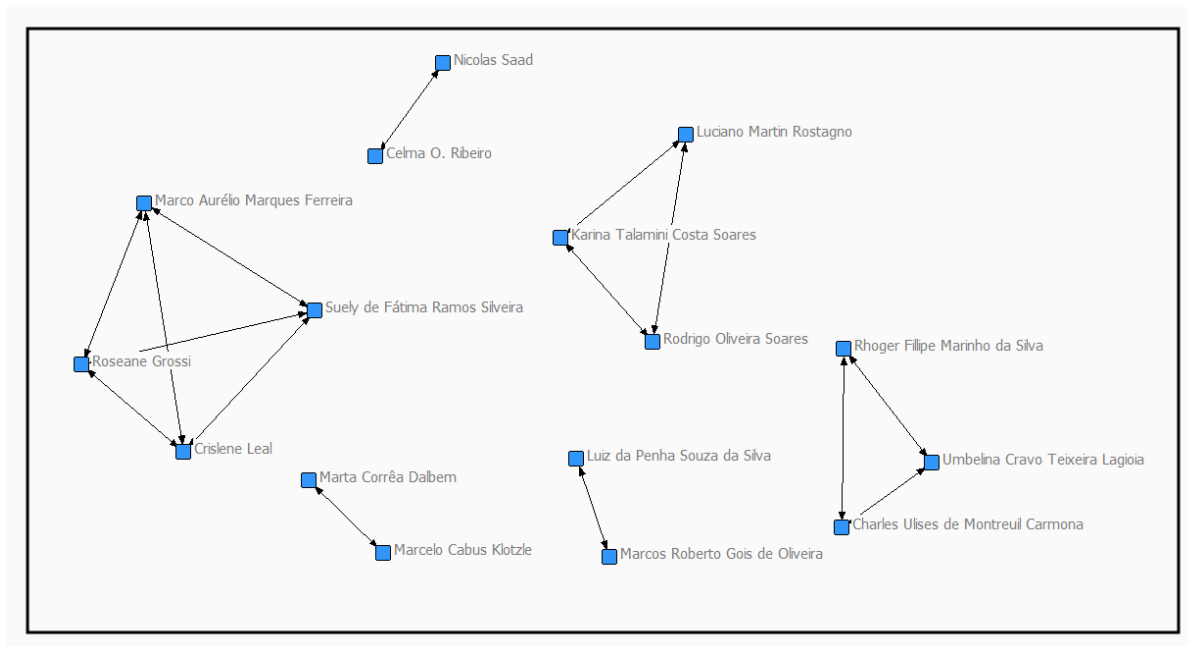 Nicolas Saad
Luciano Martin Rostagno
Celma O. Ribeiro
Marco Aurélio Marques Ferreira
Karina Talamini Costa Soares
Suely de Fátima Ramos Silveira
Rodrigo Oliveira Soares
Rhoger Fillipe Marinho da Silva
Roseane Grossi
Crislene Leal
Luiz da Penha Souza da Silva
Umbelina Cravo Teixeira Lagioia
Marta Corrêa Dalbem
Charles Ulises de Montreuil Carmona
Marcelo Cabus Klotzle
Marcos Roberto Gois de Oliveira